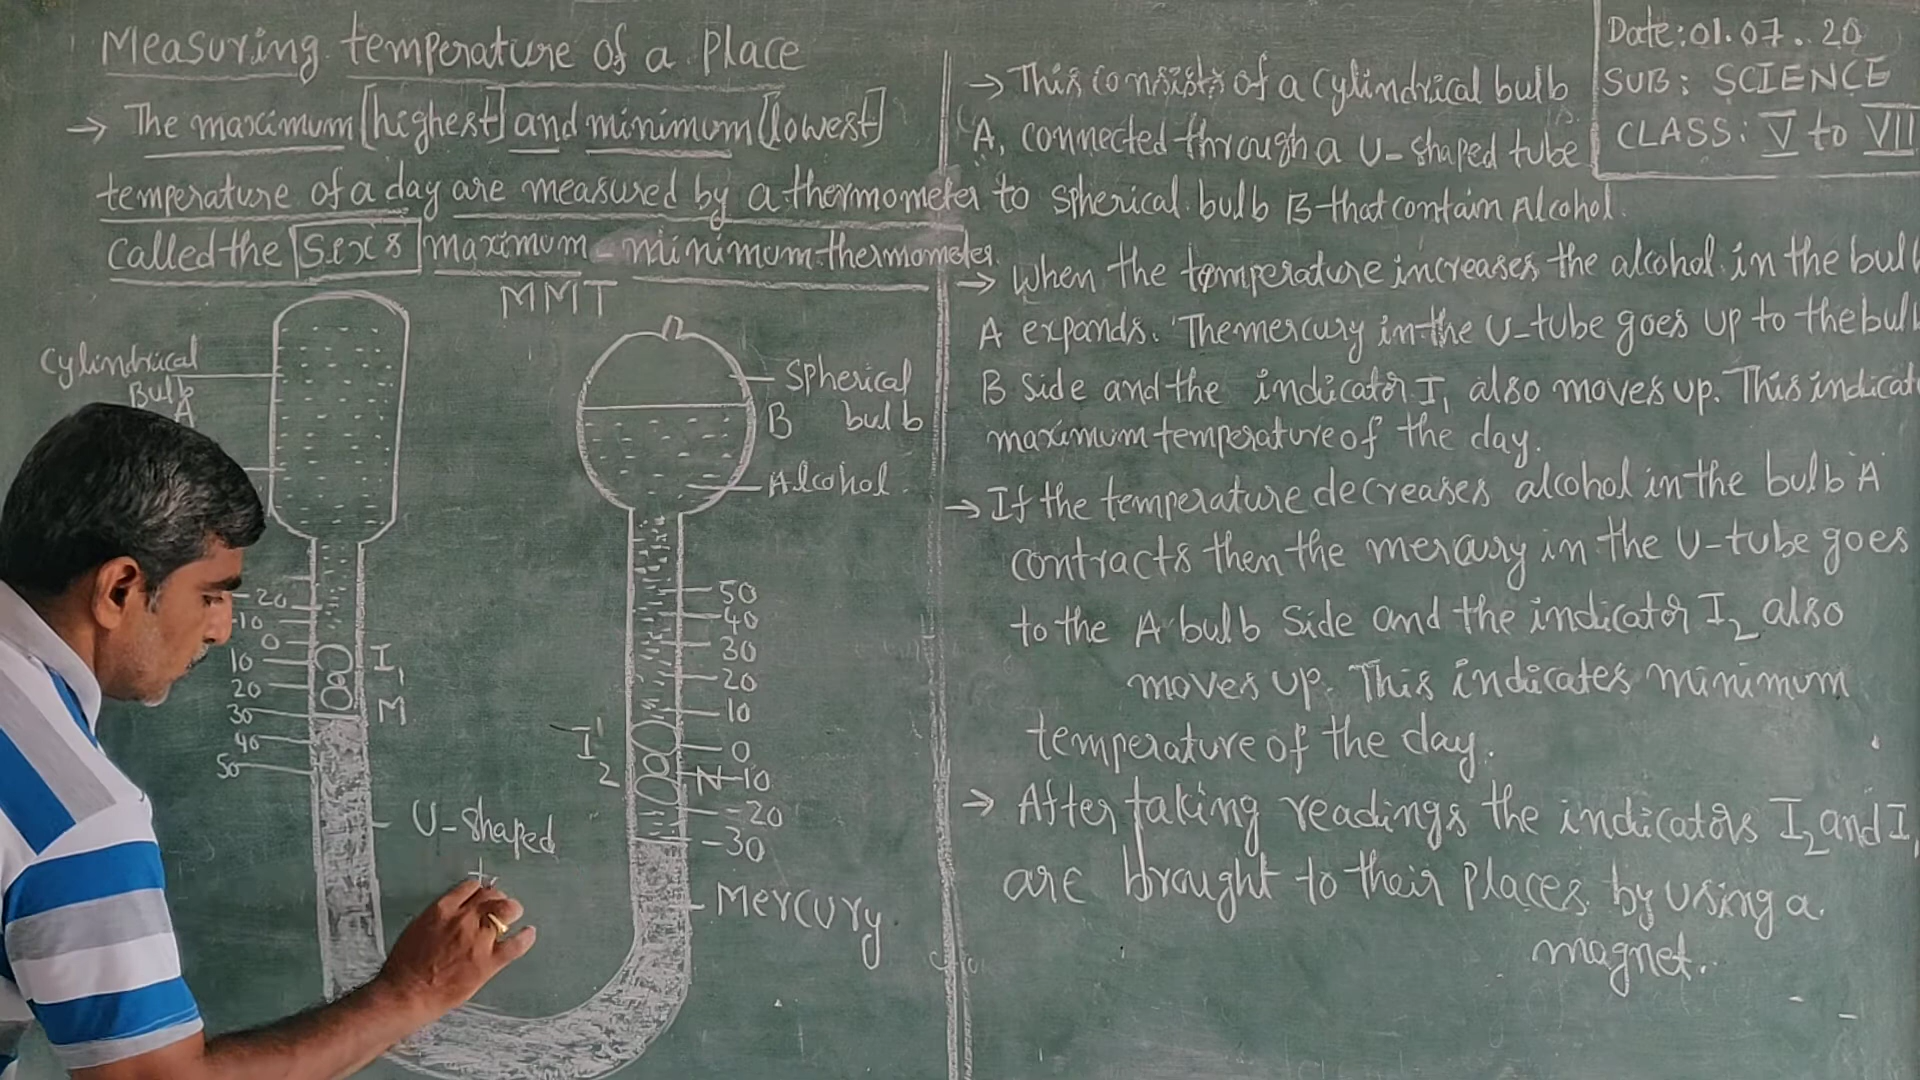 Measuring temperature of a Place
→ The maximum [highest] and minimum [lowest]
temperature of a day are measured by a thermometer
called the Six's maximum - minimum thermometer.
MMT
Cylindrical
Bulb
A
Spherical
B bulb
Alcohol
-20
-10
0
10
20
30
40
50
I1
M
50
40
30
20
10
0
N-10
-20
-30
I2
U-shaped
Mercury
→ This consists of a cylindrical bulb
A, connected through a U-shaped tube
to spherical bulb B that contain Alcohol.
→ When the temperature increases the alcohol in the bulb
A expands. The mercury in the U-tube goes up to the bulb
B side and the indicator I1 also moves up. This indicat
maximum temperature of the day.
→ If the temperature decreases alcohol in the bulb A
contracts then the mercury in the U-tube goes
to the A bulb side and the indicator I2 also
moves up. This indicates minimum
temperature of the day.
→ After taking readings the indicators I2 and I1
are brought to their places by using a
magnet.
Date: 01.07.20
SUB: SCIENCE
CLASS: V to VII